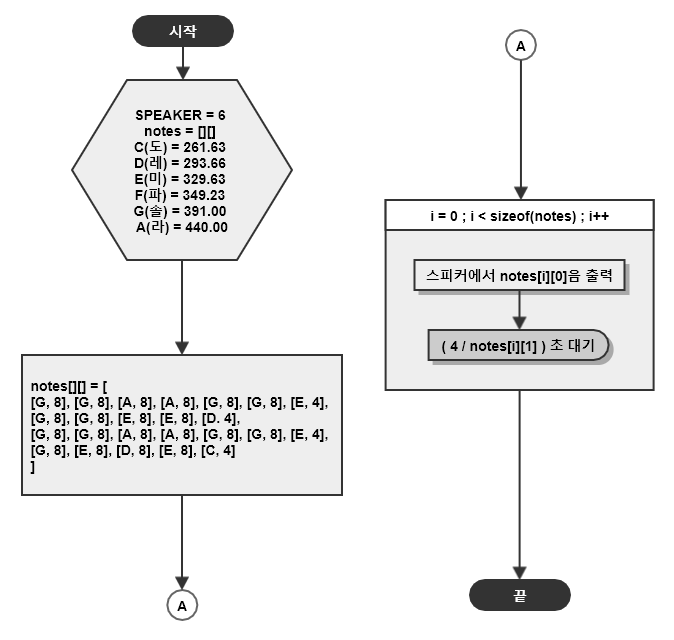 시작
SPEAKER = 6
notes = [][]
C(도) = 261.63
D(레) = 293.66
E(미) = 329.63
F(파) = 349.23
G(솔) = 391.00
A(라) = 440.00
notes[][] = [
[G, 8], [G, 8], [A, 8], [A, 8], [G, 8], [G, 8], [E, 4],
[G, 8], [G, 8], [E, 8], [E, 8], [D. 4],
[G, 8], [G, 8], [A, 8], [A, 8], [G, 8], [G, 8], [E, 4],
[G, 8], [E, 8], [D, 8], [E, 8], [C, 4]
]
A
A
i = 0 ; i < sizeof(notes) ; i++
스피커에서 notes[i][0]음 출력
( 4 / notes[i][1] ) 초 대기
끝